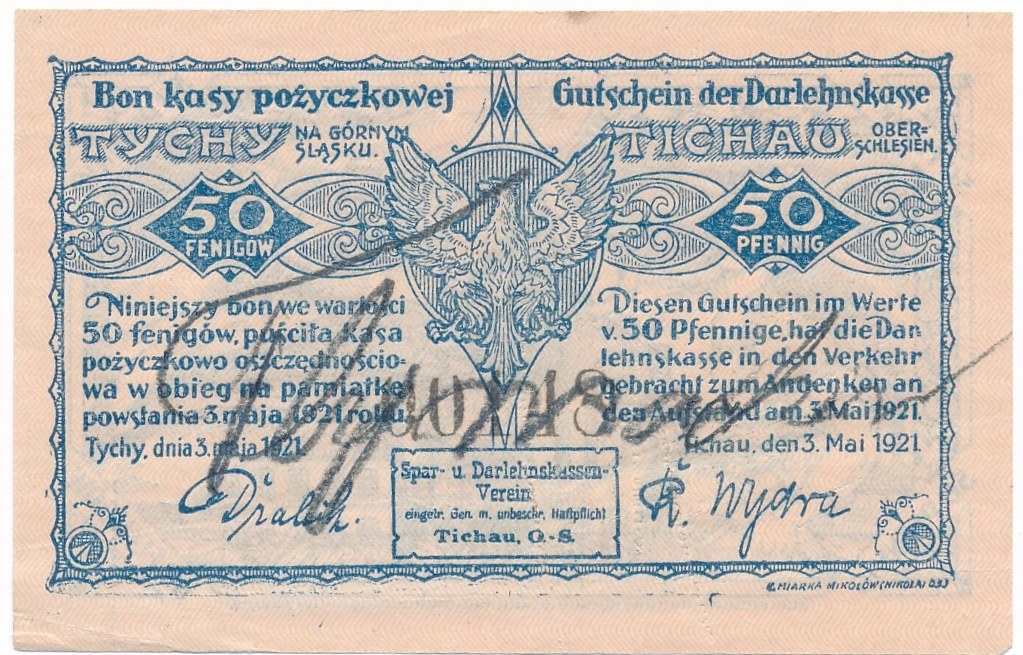 Bon kasy pożyczkowej
TYCHY NA GÓRNYM
ŚLĄSKU.
50
FENIGÓW
Niniejszy bon we wartości
50 fenigów, pościła kasa
pożyczkowo oszczędnościo=
wa w obieg na pamiątkę
powstania 3. maja 1821 roku.
Tychy, dnia 3. maja 1921.
Gutschein der Darlehnskasse
TICHAU OBER=
SCHLESIEN.
50
PFENNIG
Diesen Gutschein im Werte
v. 50 Pfennige, hat die Dar
lehnskasse in den Verkehr
gebracht zum Andenken an
den Aufstand am 3. Mai 1921.
Tichau, den 3. Mai 1921.
Spar- u. Darlehnskassen-
Verein
eingetr. Gen. m. unbeschr. Haftpflicht
Tichau, O.-S.
R. Wydra
K. MIARKA MIKOŁÓW (NIKOLAI O.S.)